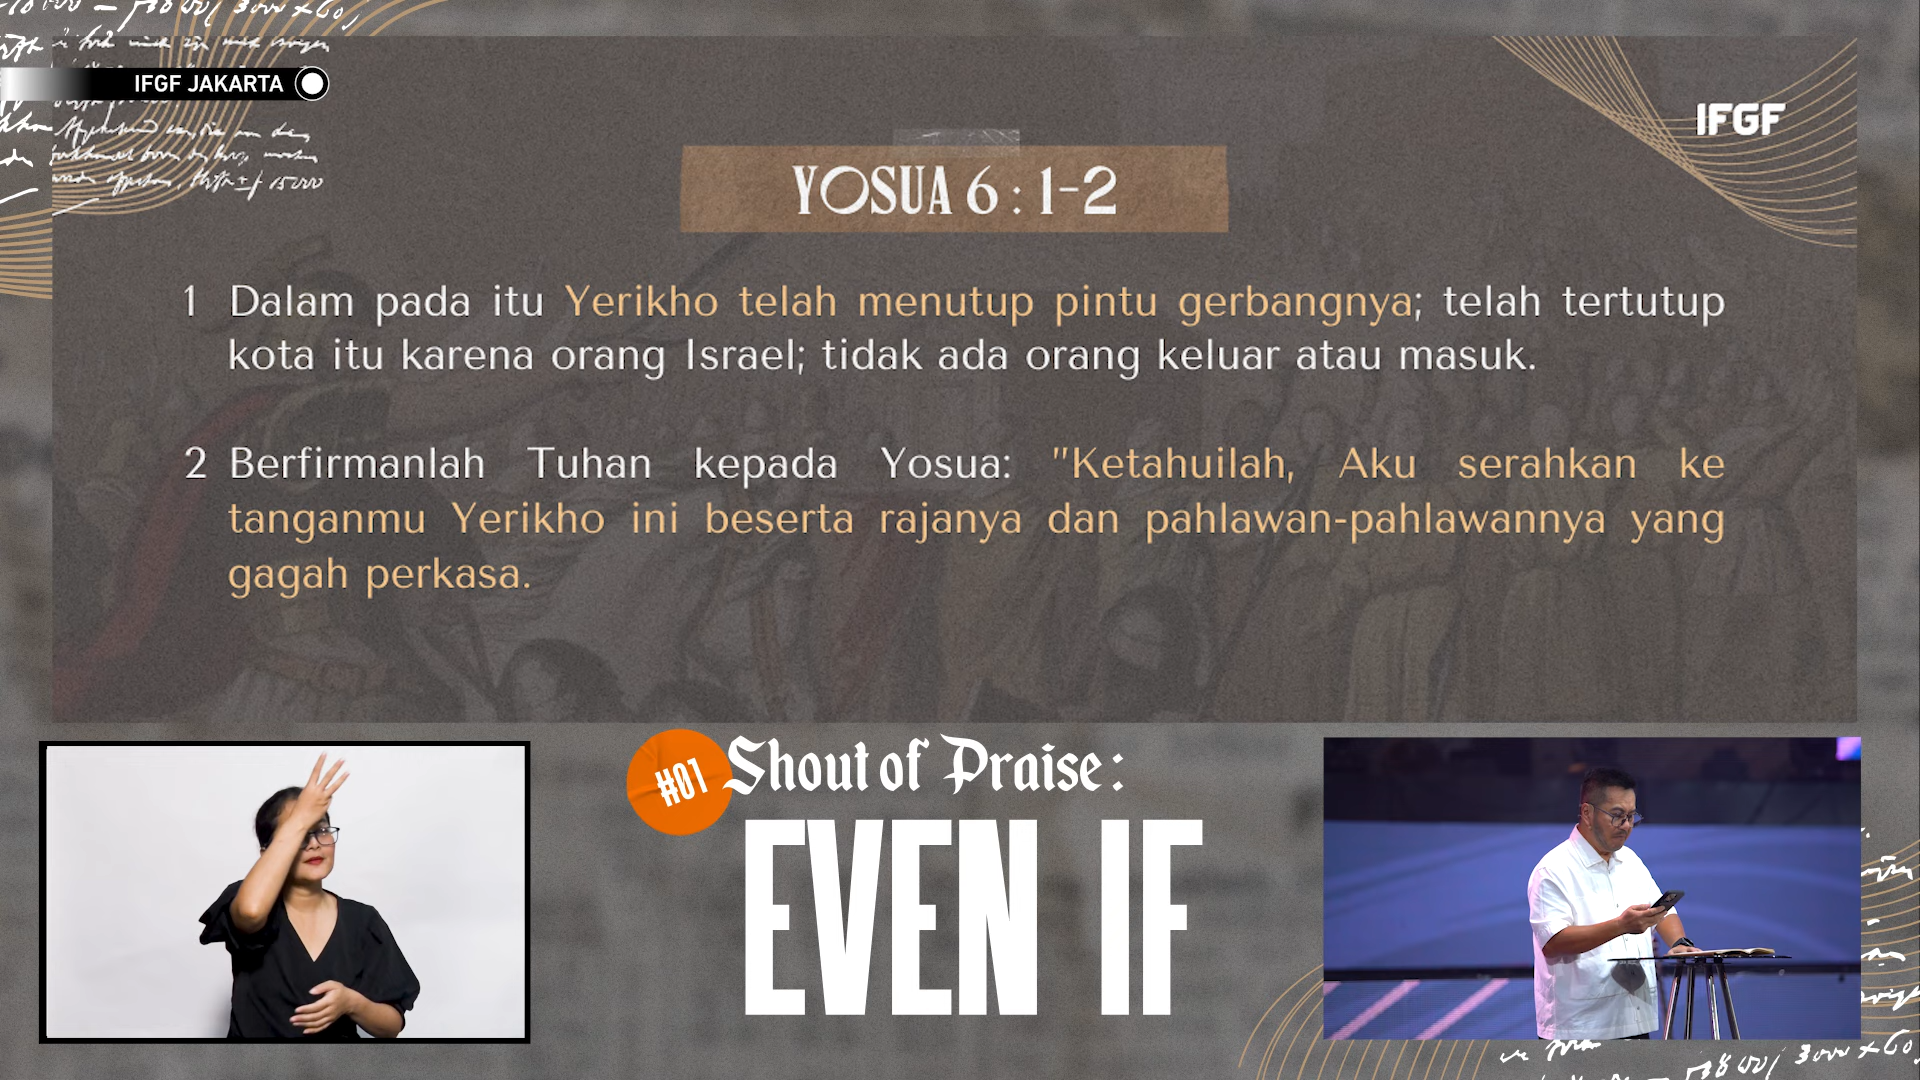 IFGF JAKARTA
IFGF
YOSUA 6 : 1-2
1 Dalam pada itu Yerikho telah menutup pintu gerbangnya; telah tertutup
kota itu karena orang Israel; tidak ada orang keluar atau masuk.
2 Berfirmanlah Tuhan kepada Yosua: "Ketahuilah, Aku serahkan ke
tanganmu Yerikho ini beserta rajanya dan pahlawan-pahlawannya yang
gagah perkasa.
#01 Shout of Praise:
EVEN IF